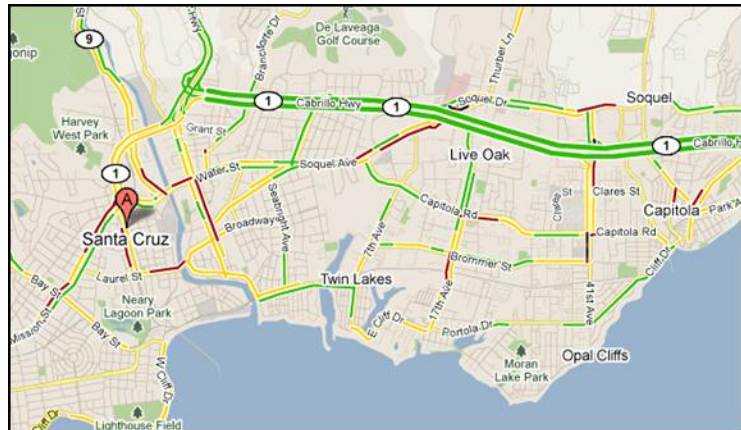 9
De Laveaga
Golf Course
Thurber Ln
Branciforte Dr
1
Cabrillo Hwy
1
Soquel Dr
Soquel
Harvey
West Park
Grant St
1
Cabrillo H
1
Water St
Soquel Ave
Live Oak
A
Clares St
Capitola
Park A
Seabright Ave
Capitola Rd
Santa Cruz
Broadway
7th Ave
Capitola Rd
Laurel St
Brommer St
Cliff Dr
Bay St
Twin Lakes
Neary
Lagoon Park
17th Ave
41st Ave
Mission St
Bay St
E Cliff Dr
Portola Dr
Opal Cliffs
Moran
Lake Park
W Cliff Dr
Lighthouse Field